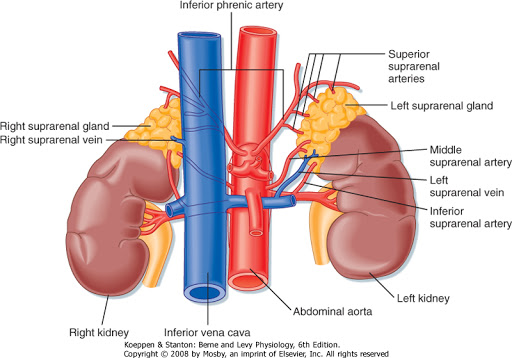 Inferior phrenic artery
Superior
suprarenal
arteries
Left suprarenal gland
Right suprarenal gland
Right suprarenal vein
Middle
suprarenal artery
Left
suprarenal vein
Inferior
suprarenal artery
Left kidney
Abdominal aorta
Right kidney
Inferior vena cava
Koeppen & Stanton: Berne and Levy Physiology, 6th Edition.
Copyright © 2008 by Mosby, an imprint of Elsevier, Inc. All rights reserved